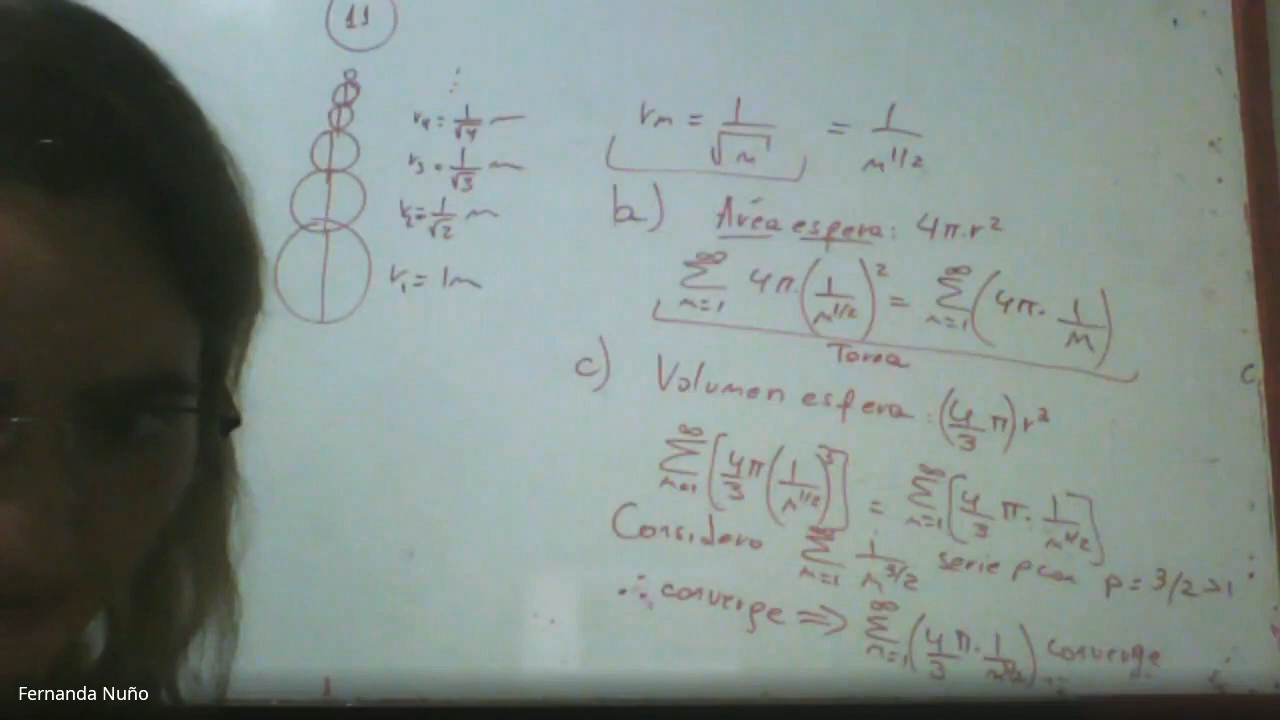 11
r₄ = 1/√4 m
r₃ = 1/√3 m
r₂ = 1/√2 m
r₁ = 1m
rn = 1/√n = 1/n^1/2
b) Área esfera: 4π.r²
∞ ∑ n=1 4π.(1/n^1/2)² = ∞ ∑ n=1 (4π. 1/n)
Tarea
c) Volumen esfera: (4/3 π) r³
∞ ∑ n=1 [4/3 π (1/n^1/2)³] = ∞ ∑ n=1 [4/3 π. 1/n^3/2]
Considero ∞ ∑ n=1 1/n^3/2 serie p con p = 3/2 > 1
∴ converge ⇒ ∞ ∑ n=1 (4/3 π. 1/n^3/2) converge
Fernanda Nuño